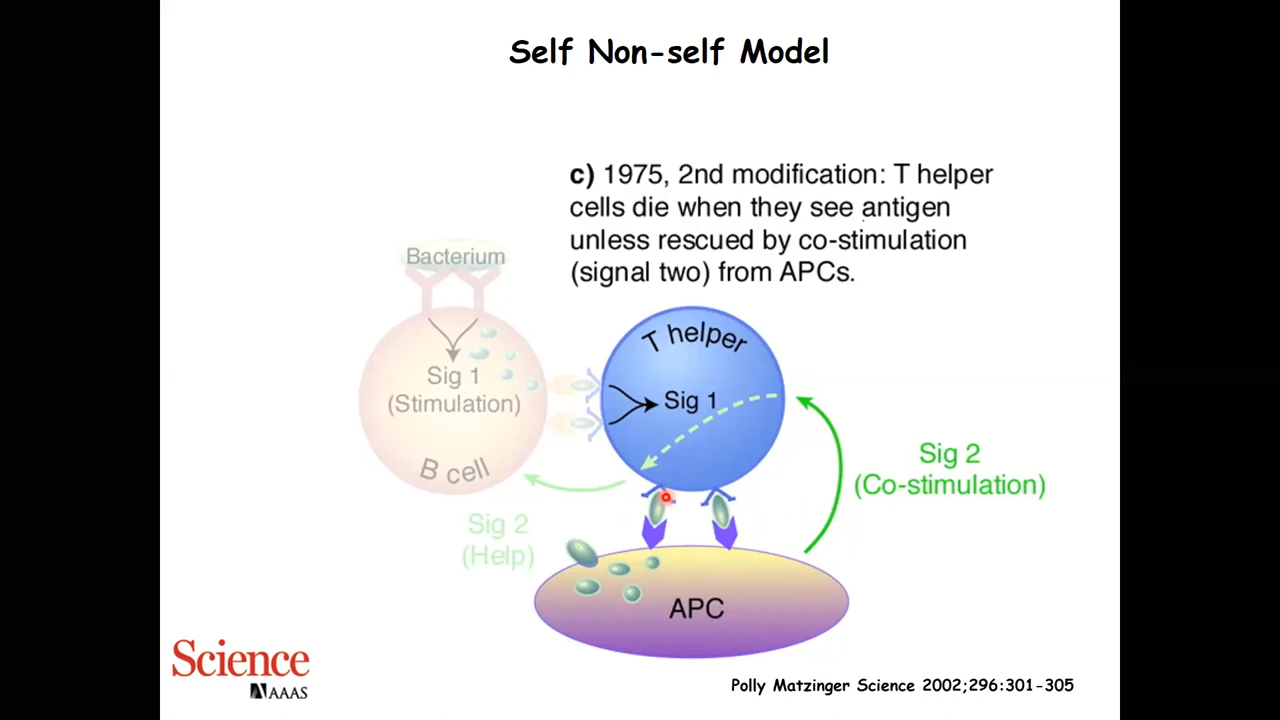 Self Non-self Model
c) 1975, 2nd modification: T helper
cells die when they see antigen
unless rescued by co-stimulation
(signal two) from APCs.
Bacterium
Sig 1
(Stimulation)
B cell
T helper
Sig 1
Sig 2
(Co-stimulation)
Sig 2
(Help)
APC
Science
AAAS
Polly Matzinger Science 2002;296:301-305